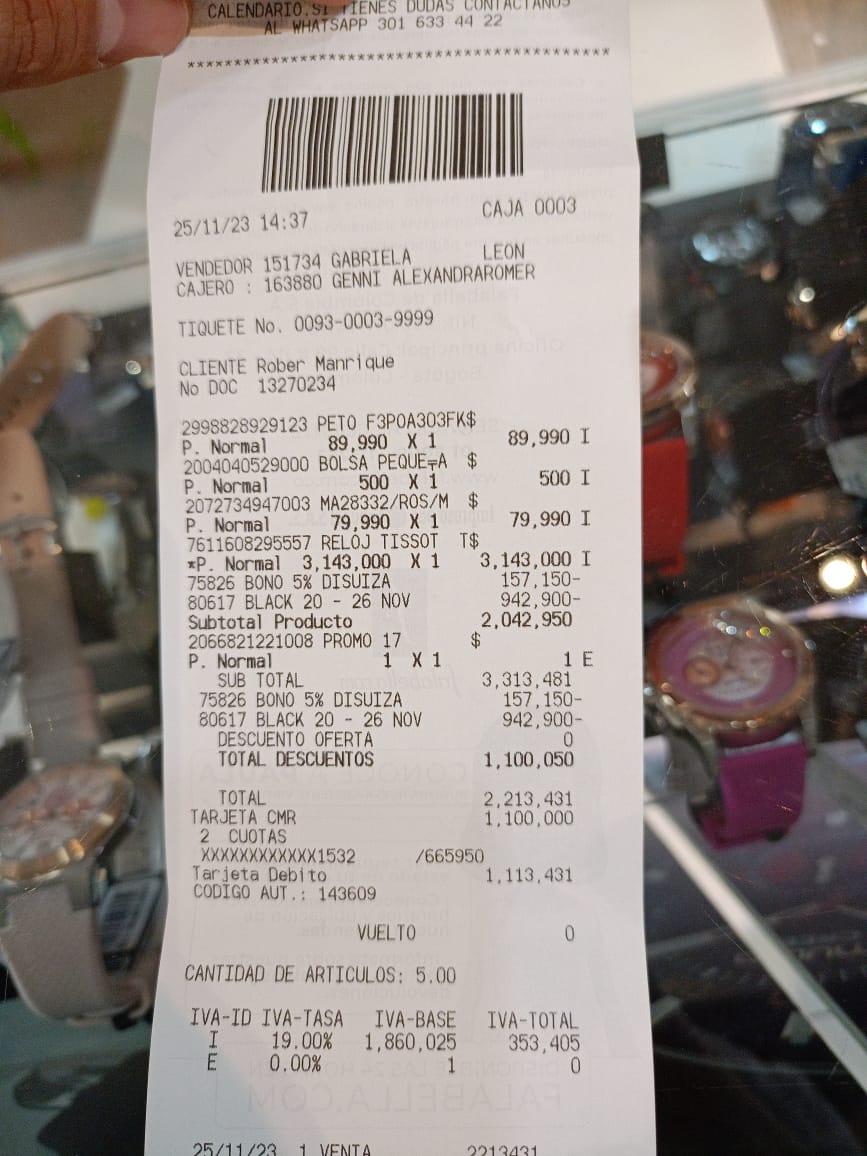 CALENDARIO.SI TIENES DUDAS CONTACTANOS
AL WHATSAPP 301 633 44 22
******************************************
25/11/23 14:37 CAJA 0003
VENDEDOR 151734 GABRIELA LEON
CAJERO : 163880 GENNI ALEXANDRAROMER
TIQUETE No. 0093-0003-9999
CLIENTE Rober Manrique
No DOC 13270234
2998828929123 PETO F3POA303FK$
P. Normal 89,990 X 1 89,990 I
2004040529000 BOLSA PEQUE╤A $
P. Normal 500 X 1 500 I
2072734947003 MA28332/ROS/M $
P. Normal 79,990 X 1 79,990 I
7611608295557 RELOJ TISSOT T$
*P. Normal 3,143,000 X 1 3,143,000 I
75826 BONO 5% DISUIZA 157,150-
80617 BLACK 20 - 26 NOV 942,900-
Subtotal Producto 2,042,950
2066821221008 PROMO 17 $
P. Normal 1 X 1 1 E
SUB TOTAL 3,313,481
75826 BONO 5% DISUIZA 157,150-
80617 BLACK 20 - 26 NOV 942,900-
DESCUENTO OFERTA 0
TOTAL DESCUENTOS 1,100,050
TOTAL 2,213,431
TARJETA CMR 1,100,000
2 CUOTAS
XXXXXXXXXXXX1532 /665950
Tarjeta Debito 1,113,431
CODIGO AUT.: 143609
VUELTO 0
CANTIDAD DE ARTICULOS: 5.00
IVA-ID IVA-TASA IVA-BASE IVA-TOTAL
I 19.00% 1,860,025 353,405
E 0.00% 1 0
25/11/23 1 VENTA 2213431